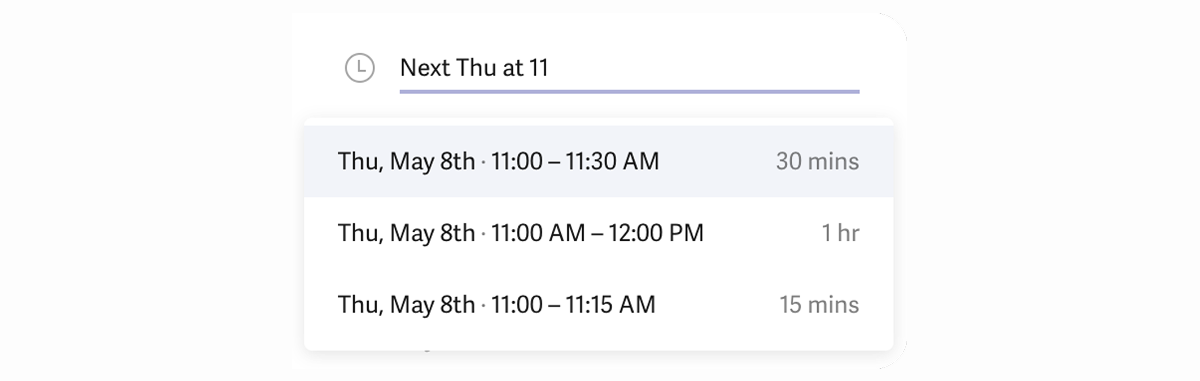 Next Thu at 11
Thu, May 8th · 11:00 – 11:30 AM 30 mins
Thu, May 8th · 11:00 AM – 12:00 PM 1 hr
Thu, May 8th · 11:00 – 11:15 AM 15 mins